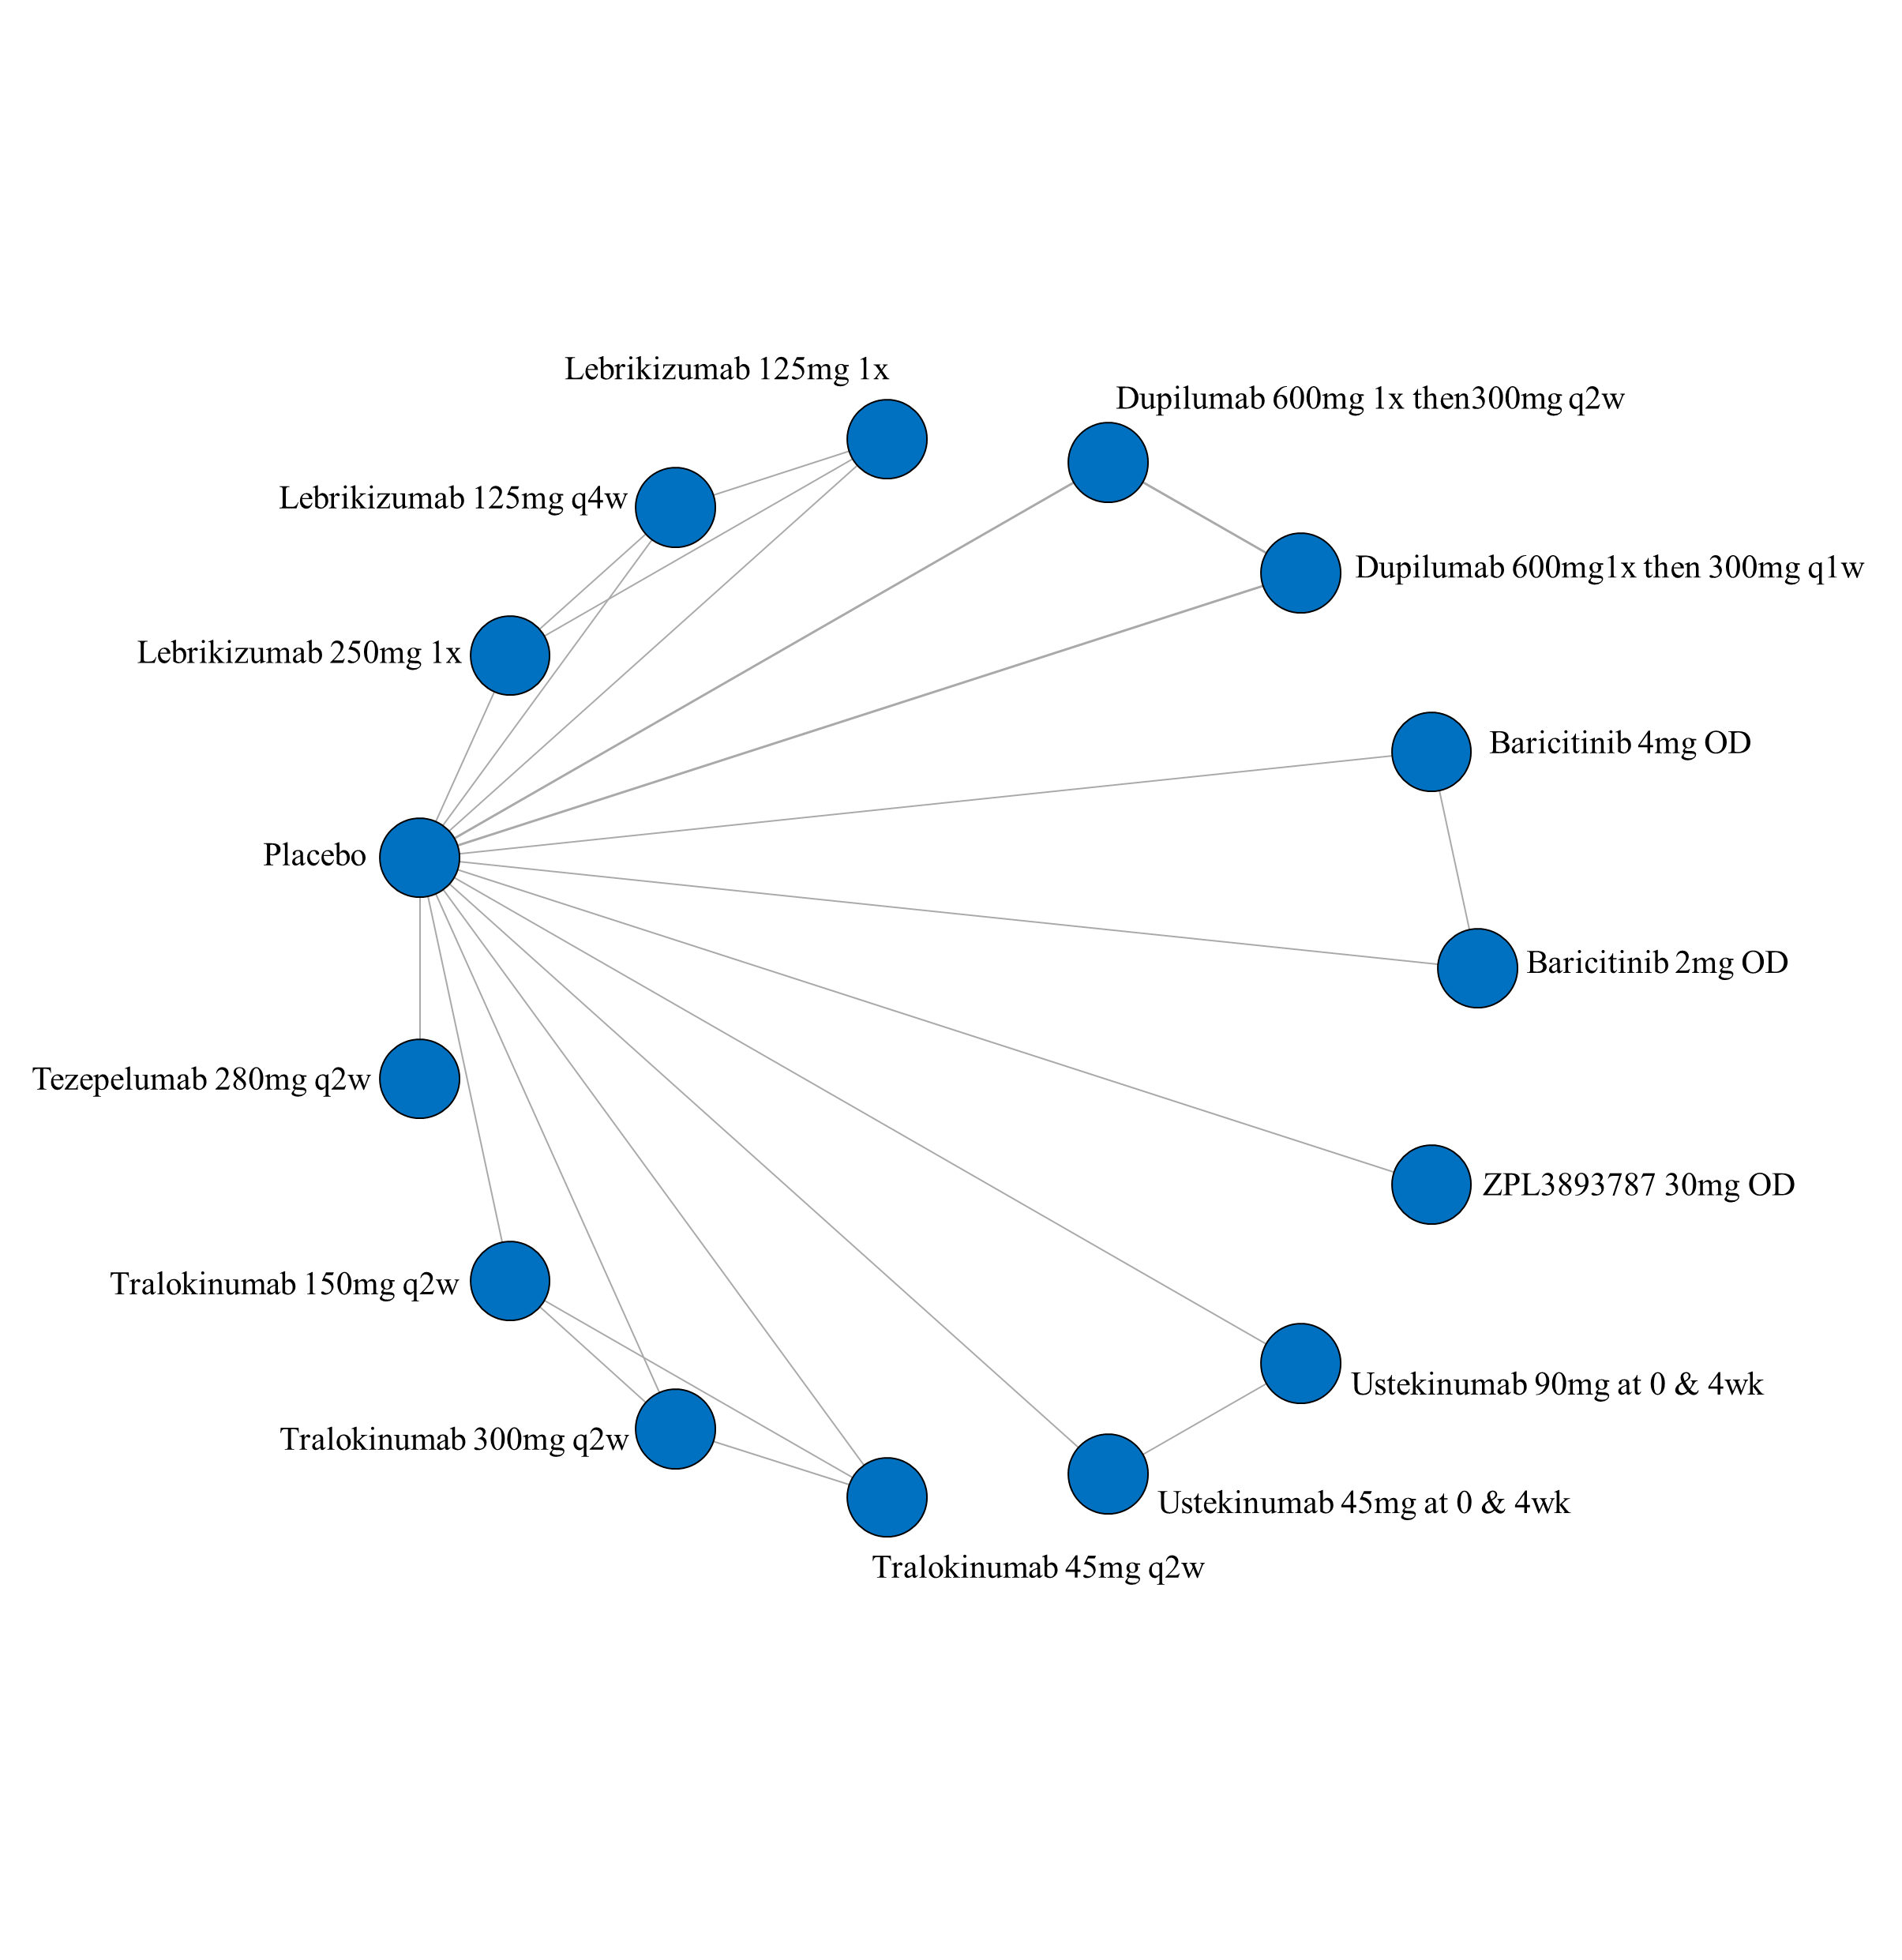 Lebrikizumab 125mg 1x
Dupilumab 600mg 1x then300mg q2w
Lebrikizumab 125mg q4w
Dupilumab 600mg1x then 300mg q1w
Lebrikizumab 250mg 1x
Baricitinib 4mg OD
Placebo
Baricitinib 2mg OD
Tezepelumab 280mg q2w
ZPL3893787 30mg OD
Tralokinumab 150mg q2w
Ustekinumab 90mg at 0 & 4wk
Tralokinumab 300mg q2w
Ustekinumab 45mg at 0 & 4wk
Tralokinumab 45mg q2w